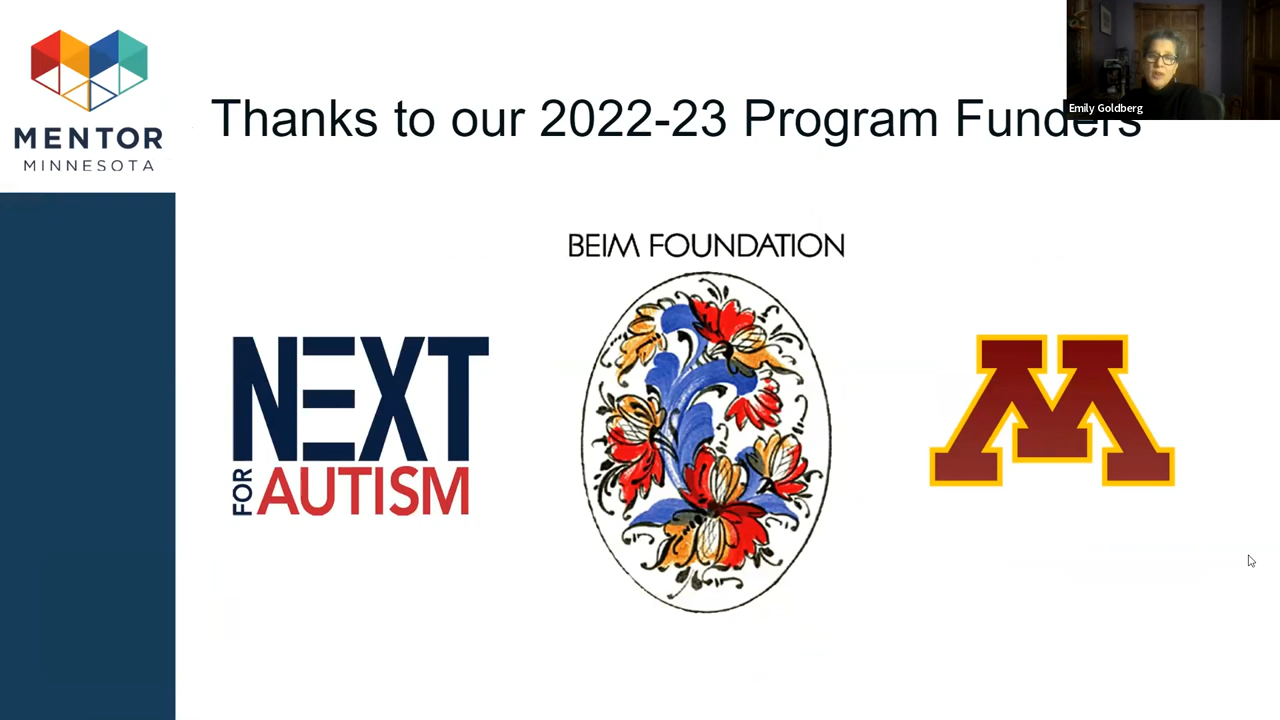 MENTOR
MINNESOTA
Thanks to our 2022-23 Program Funders
Emily Goldberg
BEIM FOUNDATION
NEXT
FOR AUTISM
M